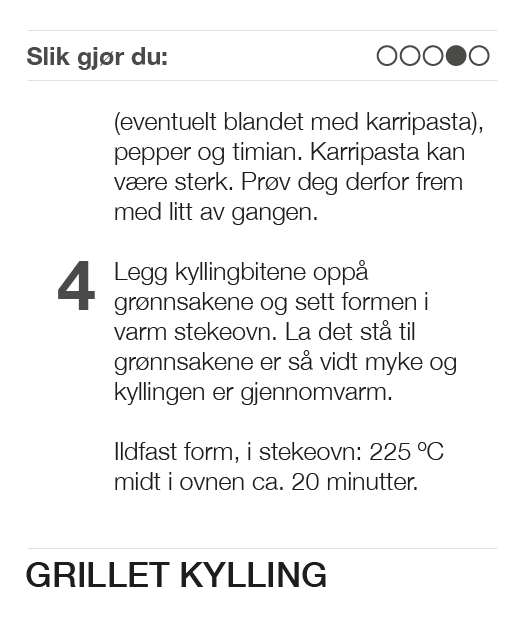 Slik gjør du:
(eventuelt blandet med karripasta),
pepper og timian. Karripasta kan
være sterk. Prøv deg derfor frem
med litt av gangen.
4 Legg kyllingbitene oppå
grønnsakene og sett formen i
varm stekeovn. La det stå til
grønnsakene er så vidt myke og
kyllingen er gjennomvarm.
Ildfast form, i stekeovn: 225 ºC
midt i ovnen ca. 20 minutter.
GRILLET KYLLING